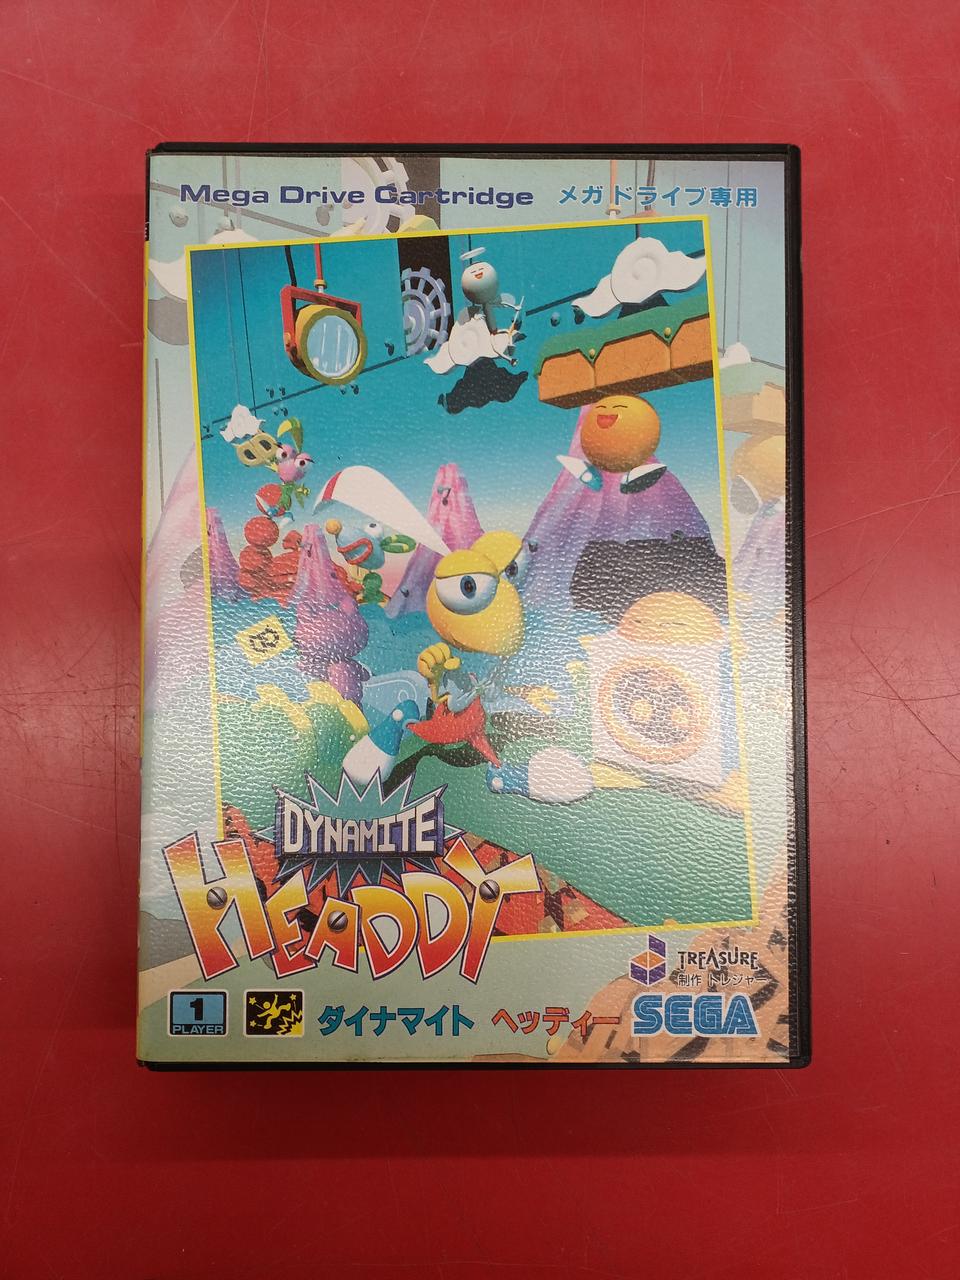 Mega Drive Cartridge メガドライブ専用
DYNAMITE
HEADDY
TREASURE
制作 トレジャー
1
PLAYER
ダイナマイト ヘッディー
SEGA